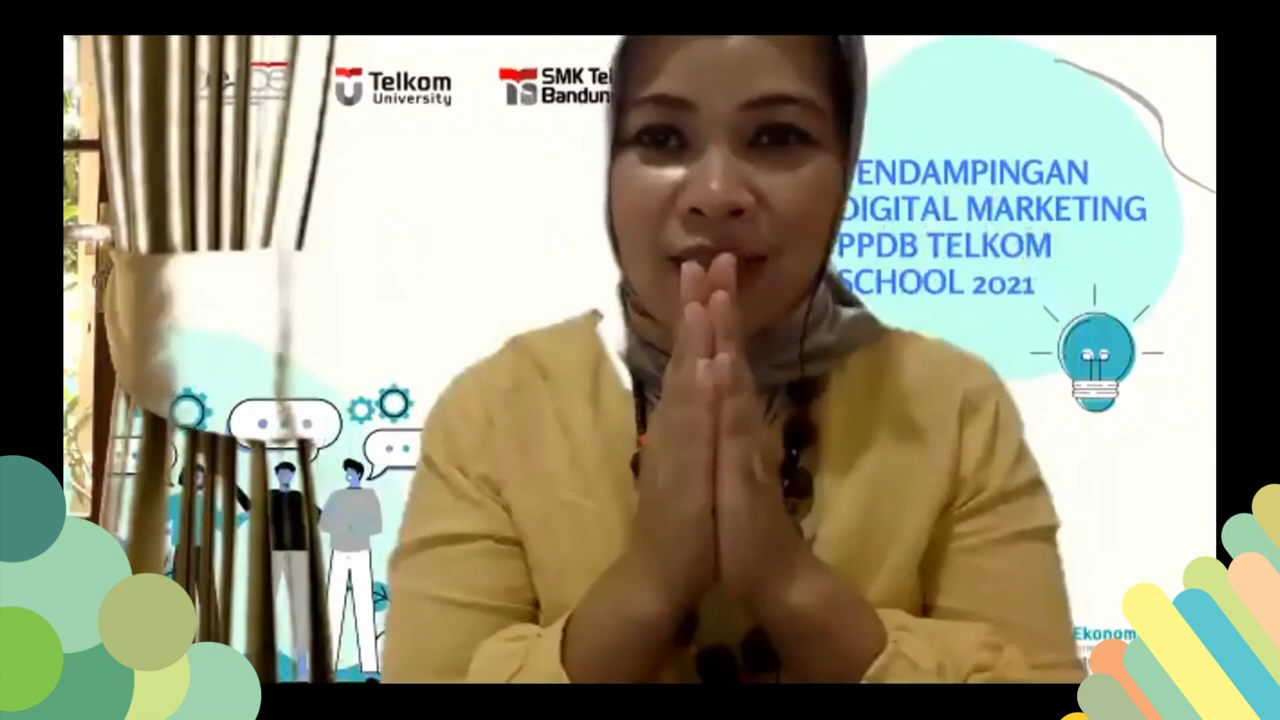 Telkom
University
SMK Tel
Bandun
ENDAMPINGAN
DIGITAL MARKETING
PPDB TELKOM
SCHOOL 2021
Ekonom